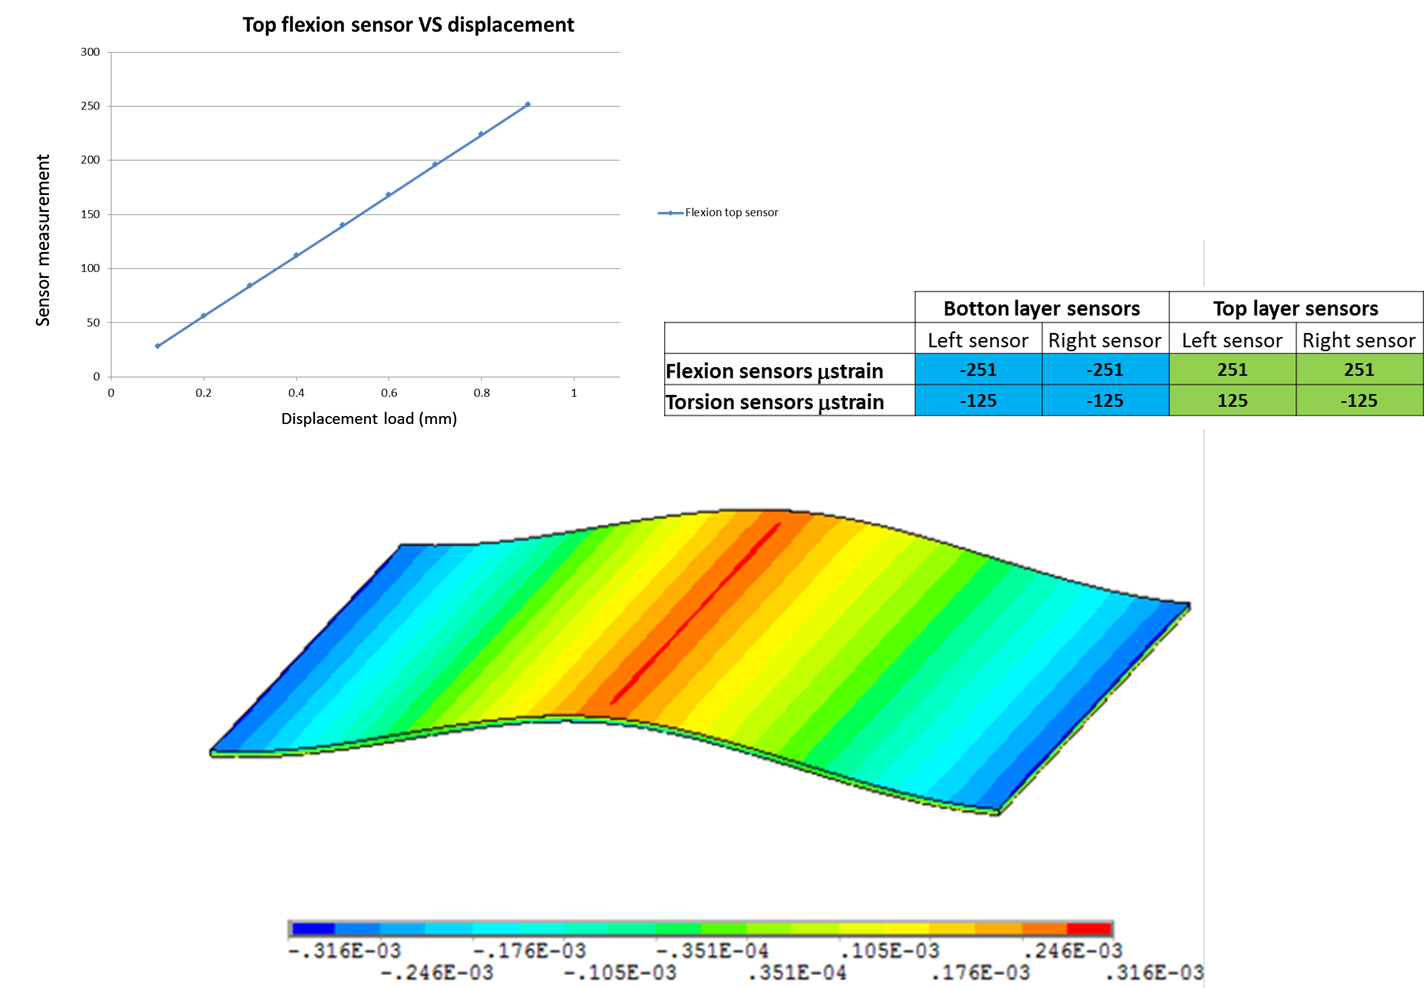 Top flexion sensor VS displacement
300
250
200
150
100
50
0
0 0.2 0.4 0.6 0.8 1
Sensor measurement
Displacement load (mm)
Flexion top sensor
Botton layer sensors Top layer sensors
Left sensor Right sensor Left sensor Right sensor
Flexion sensors μstrain -251 -251 251 251
Torsion sensors μstrain -125 -125 125 -125
-.316E-03 -.176E-03 -.351E-04 .105E-03 .246E-03
-.246E-03 -.105E-03 .351E-04 .176E-03 .316E-03